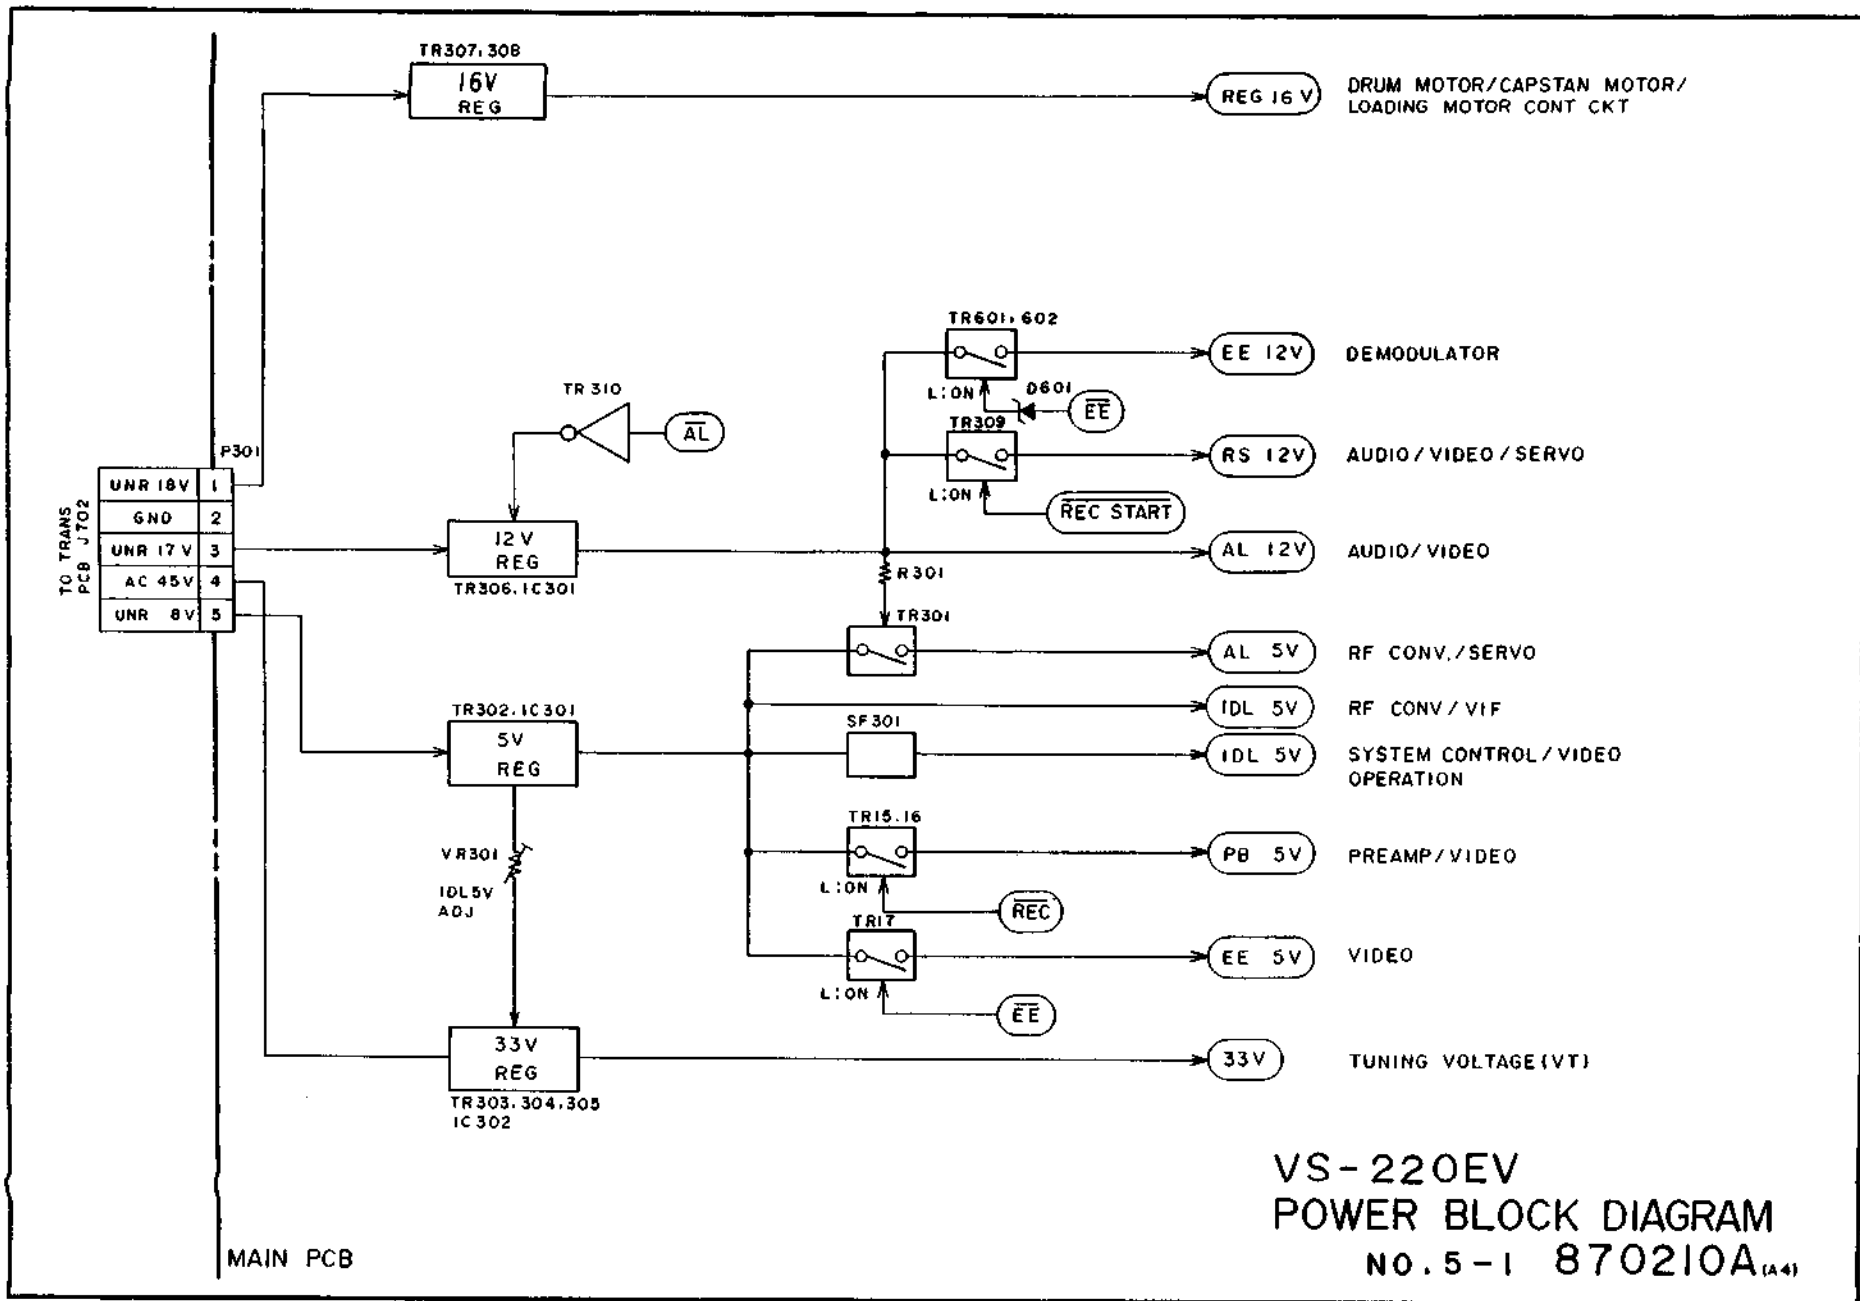 TR307,308
16V
REG
REG 16 V
DRUM MOTOR/CAPSTAN MOTOR/
LOADING MOTOR CONT CKT
TR601,602
EE 12V
DEMODULATOR
L:ON
D601
EE
TR310
AL
TR309
RS 12V
AUDIO/VIDEO/SERVO
L:ON
REC START
P301
TO TRANS
PCB J702
UNR 18V 1
GND 2
UNR 17V 3
AC 45V 4
UNR 8V 5
12V
REG
TR306,IC301
AL 12V
AUDIO/VIDEO
R301
TR301
AL 5V
RF CONV./SERVO
IDL 5V
RF CONV/VIF
TR302,IC301
5V
REG
SF301
IDL 5V
SYSTEM CONTROL/VIDEO
OPERATION
TR15,16
PB 5V
PREAMP/VIDEO
L:ON
REC
VR301
IDL5V
ADJ
TR17
EE 5V
VIDEO
L:ON
EE
33V
REG
TR303,304,305
IC302
33V
TUNING VOLTAGE(VT)
MAIN PCB
VS-220EV
POWER BLOCK DIAGRAM
NO.5-1 870210A(A4)